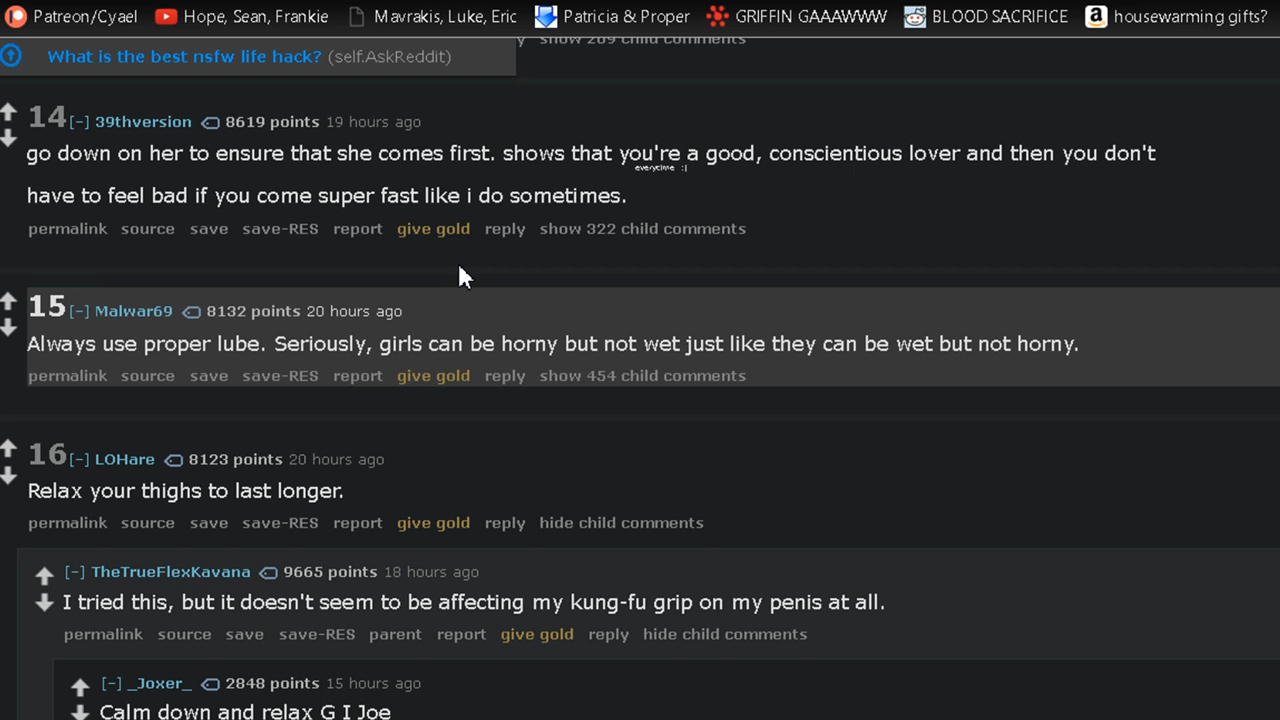 Patreon/Cyael Hope, Sean, Frankie Mavrakis, Luke, Eric Patricia & Proper GRIFFIN GAAAWWW BLOOD SACRIFICE housewarming gifts?
show 289 child comments
What is the best nsfw life hack? (self.AskReddit)
14 [-] 39thversion 8619 points 19 hours ago
go down on her to ensure that she comes first. shows that you're a good, conscientious lover and then you don't
everytime :|
have to feel bad if you come super fast like i do sometimes.
permalink source save save-RES report give gold reply show 322 child comments
15 [-] Malwar69 8132 points 20 hours ago
Always use proper lube. Seriously, girls can be horny but not wet just like they can be wet but not horny.
permalink source save save-RES report give gold reply show 454 child comments
16 [-] LOHare 8123 points 20 hours ago
Relax your thighs to last longer.
permalink source save save-RES report give gold reply hide child comments
[-] TheTrueFlexKavana 9665 points 18 hours ago
I tried this, but it doesn't seem to be affecting my kung-fu grip on my penis at all.
permalink source save save-RES parent report give gold reply hide child comments
[-] _Joxer_ 2848 points 15 hours ago
Calm down and relax G I Joe